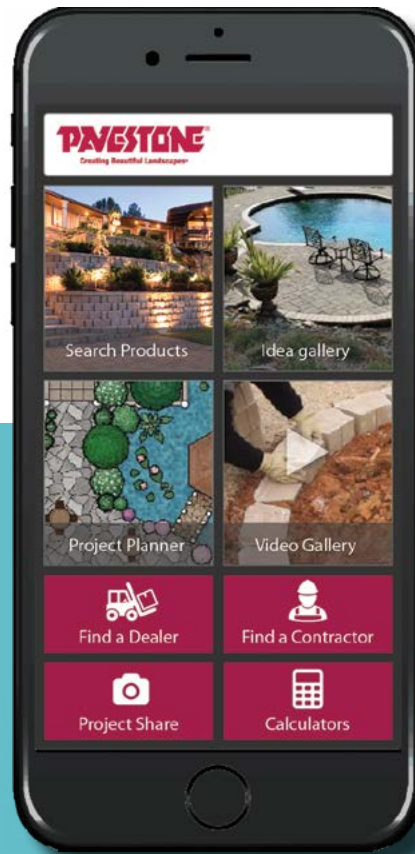 PAVESTONE®
Creating Beautiful Landscapes®
Search Products
Idea gallery
Project Planner
Video Gallery
Find a Dealer
Find a Contractor
Project Share
Calculators